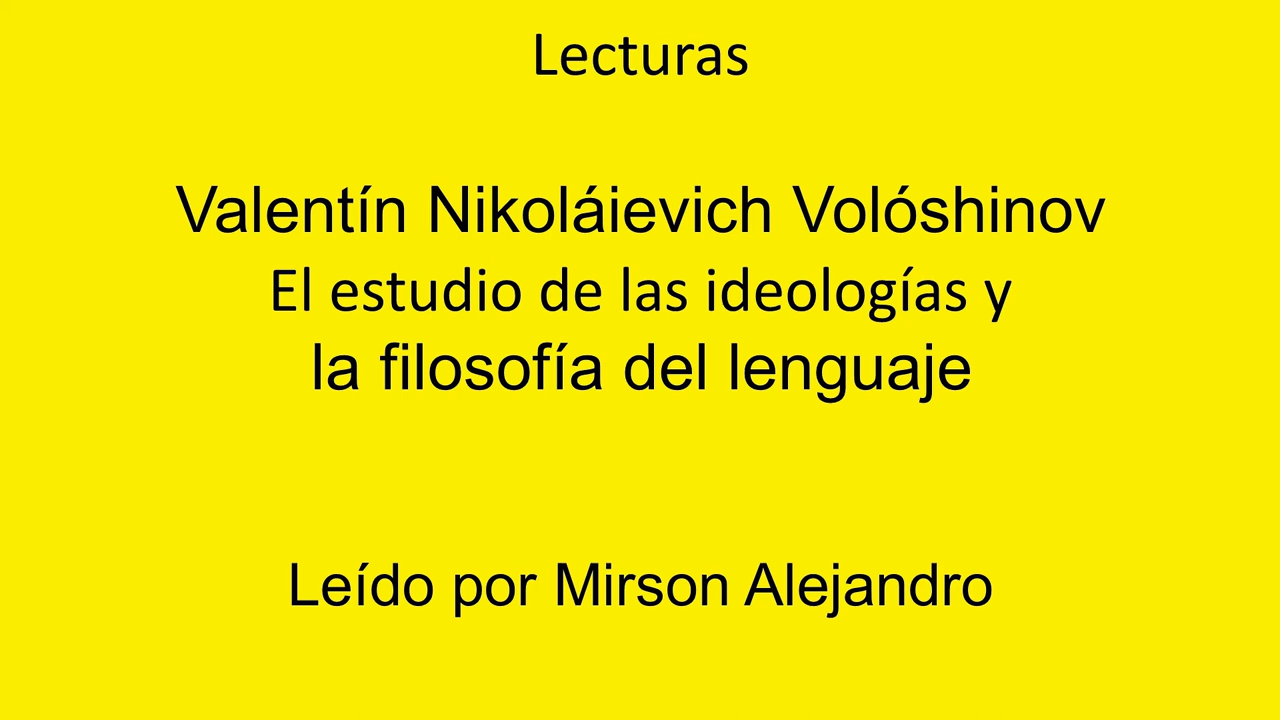 Lecturas
Valentín Nikoláievich Volóshinov
El estudio de las ideologías y
la filosofía del lenguaje
Leído por Mirson Alejandro